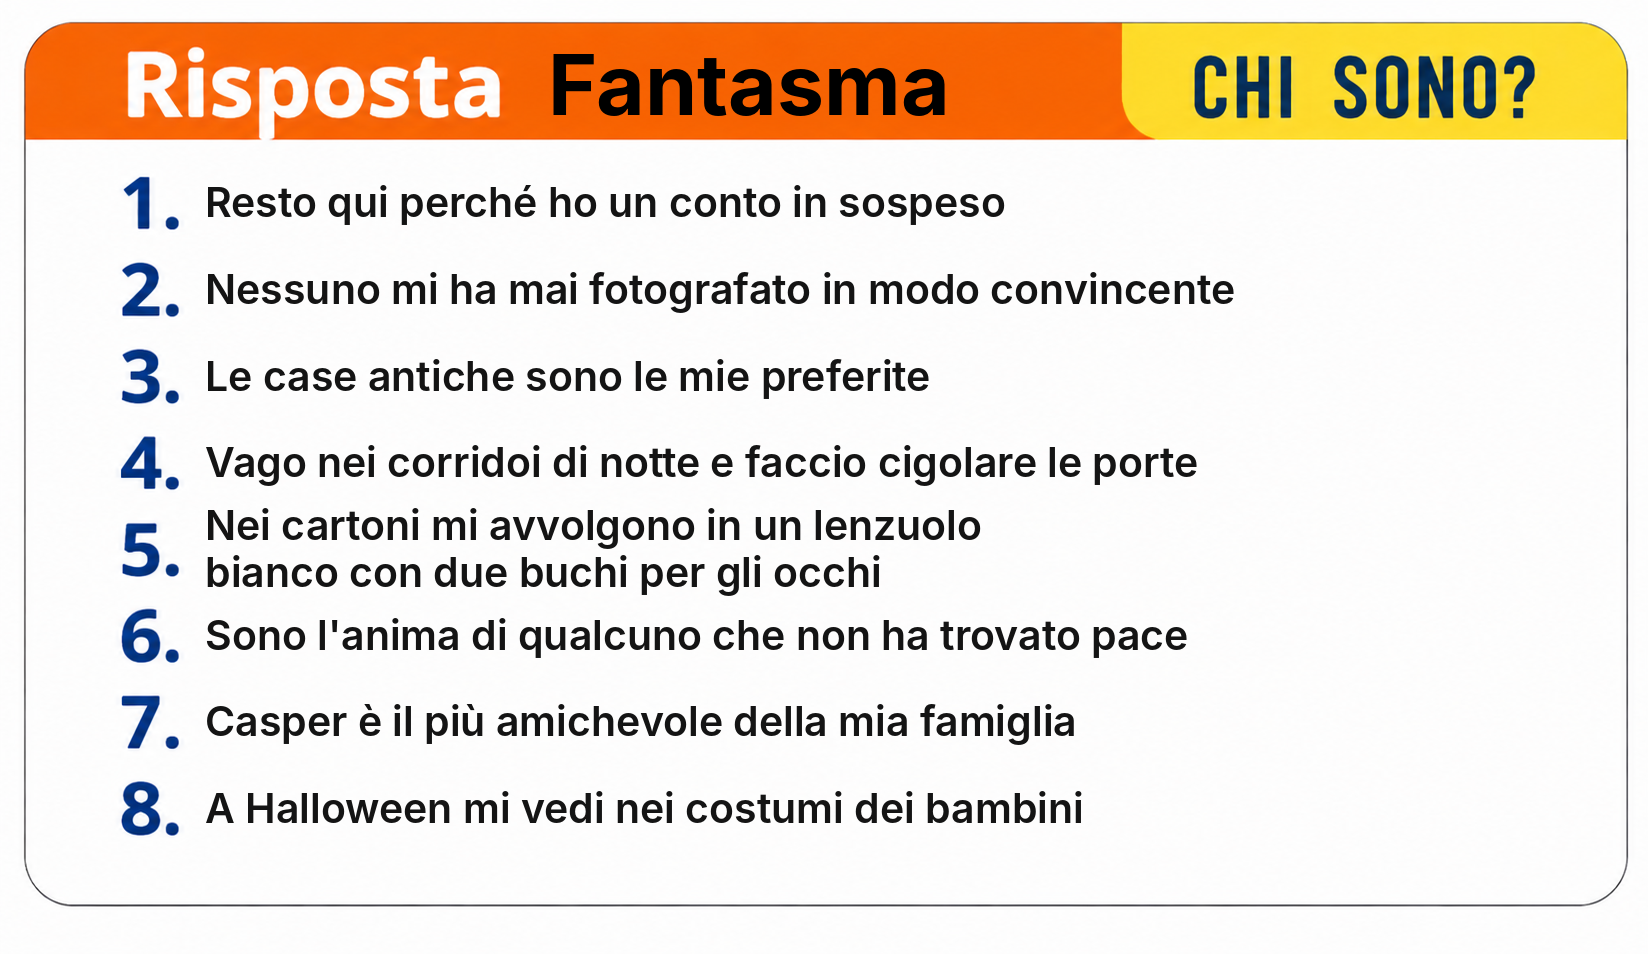 Risposta Fantasma CHI SONO?
1. Resto qui perché ho un conto in sospeso
2. Nessuno mi ha mai fotografato in modo convincente
3. Le case antiche sono le mie preferite
4. Vago nei corridoi di notte e faccio cigolare le porte
5. Nei cartoni mi avvolgono in un lenzuolo
bianco con due buchi per gli occhi
6. Sono l'anima di qualcuno che non ha trovato pace
7. Casper è il più amichevole della mia famiglia
8. A Halloween mi vedi nei costumi dei bambini